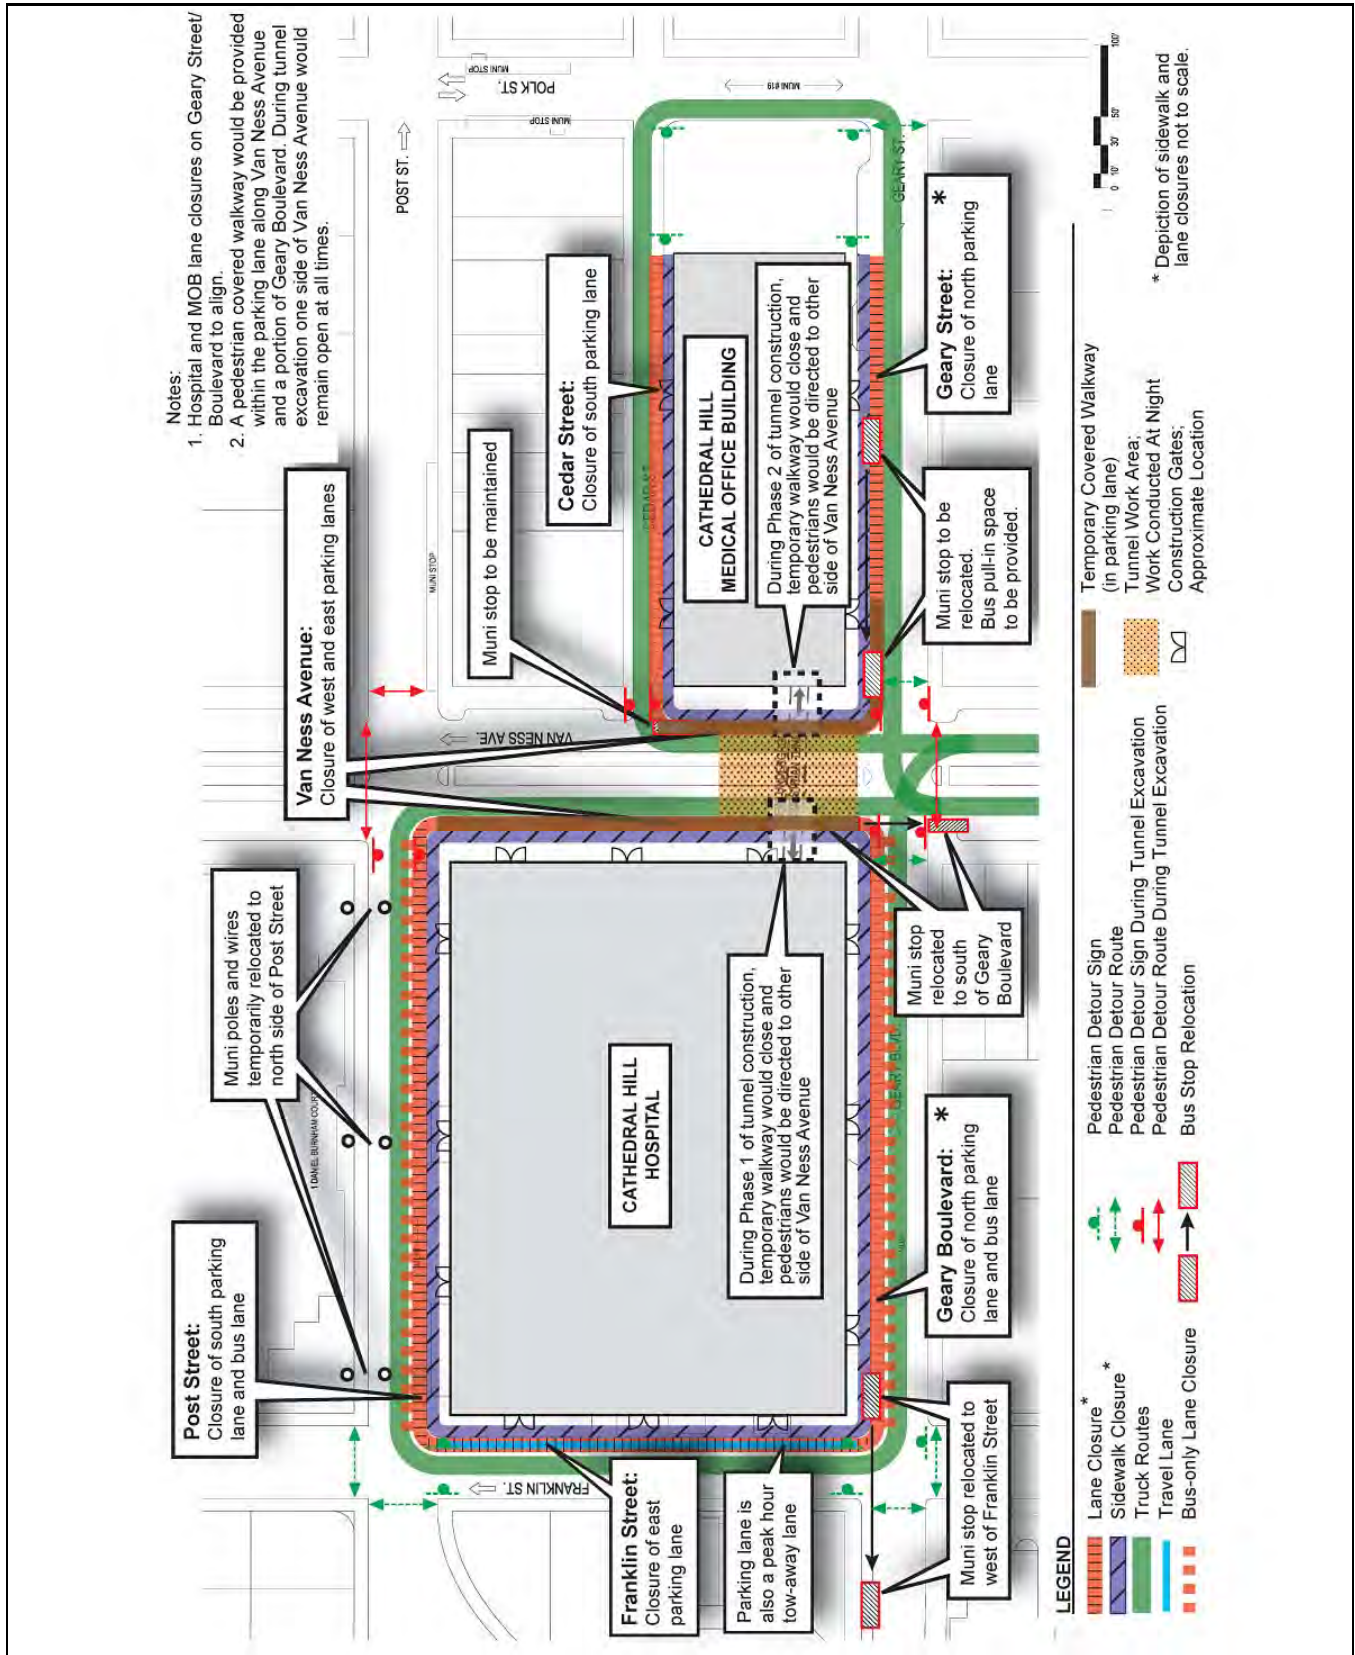 Notes:
1. Hospital and MOB lane closures on Geary Street/
Boulevard to align.
2. A pedestrian covered walkway would be provided
within the parking lane along Van Ness Avenue
and a portion of Geary Boulevard. During tunnel
excavation one side of Van Ness Avenue would
remain open at all times.
Post Street:
Closure of south parking
lane and bus lane
Muni poles and wires
temporarily relocated to
north side of Post Street
Van Ness Avenue:
Closure of west and east parking lanes
Muni stop to be maintained
Cedar Street:
Closure of south parking lane
POST ST.
POLK ST.
MUNI STOP
MUNI STOP
MUNI STOP
MUNI #19
1 DANIEL BURNHAM COURT
VAN NESS AVE.
FRANKLIN ST.
CEDAR ST.
GEARY ST.
GEARY BLVD.
CATHEDRAL HILL
HOSPITAL
CATHEDRAL HILL
MEDICAL OFFICE BUILDING
During Phase 1 of tunnel construction,
temporary walkway would close and
pedestrians would be directed to other
side of Van Ness Avenue
During Phase 2 of tunnel construction,
temporary walkway would close and
pedestrians would be directed to other
side of Van Ness Avenue
Franklin Street:
Closure of east
parking lane
Parking lane is
also a peak hour
tow-away lane
Muni stop relocated to
west of Franklin Street
Geary Boulevard: *
Closure of north parking
lane and bus lane
Muni stop
relocated
to south
of Geary
Boulevard
Muni stop to be
relocated.
Bus pull-in space
to be provided.
Geary Street: *
Closure of north parking
lane
LEGEND
Lane Closure*
Sidewalk Closure*
Truck Routes
Travel Lane
Bus-only Lane Closure
Pedestrian Detour Sign
Pedestrian Detour Route
Pedestrian Detour Sign During Tunnel Excavation
Pedestrian Detour Route During Tunnel Excavation
Bus Stop Relocation
Temporary Covered Walkway
(in parking lane)
Tunnel Work Area;
Work Conducted At Night
Construction Gates;
Approximate Location
0 10' 30' 50' 100'
* Depiction of sidewalk and
lane closures not to scale.